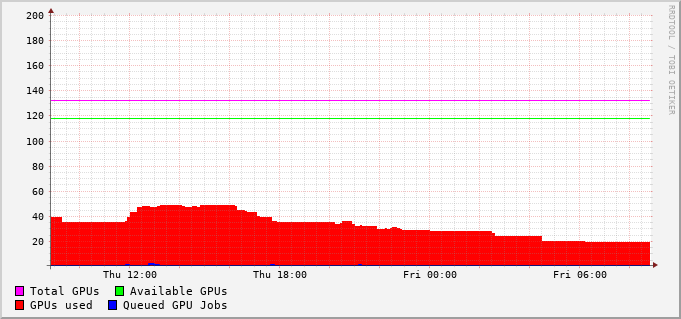 200
180
160
140
120
100
80
60
40
20
Thu 12:00 Thu 18:00 Fri 00:00 Fri 06:00
Total GPUs Available GPUs
GPUs used Queued GPU Jobs
RRDTOOL / TOBI OETIKER